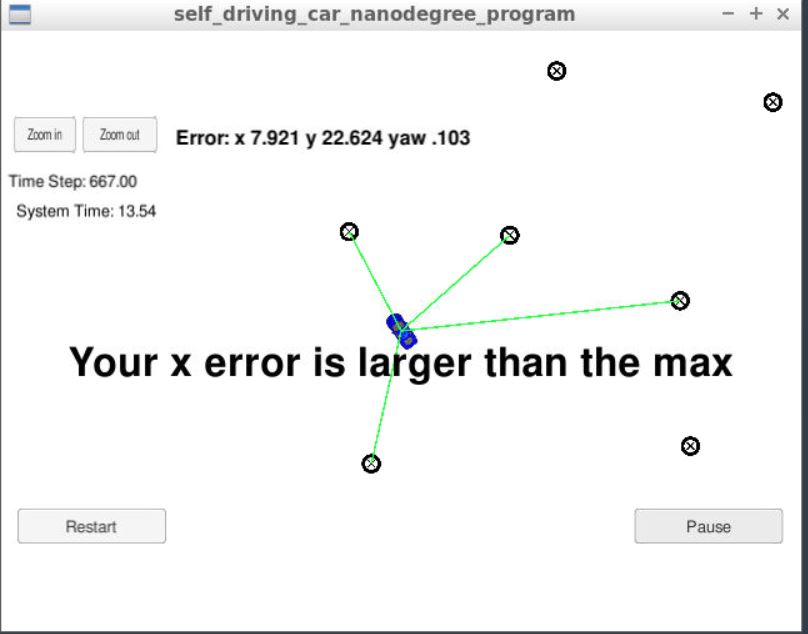 self_driving_car_nanodegree_program
Zoom in Zoom out Error: x 7.921 y 22.624 yaw .103
Time Step: 667.00
System Time: 13.54
Your x error is larger than the max
Restart Pause